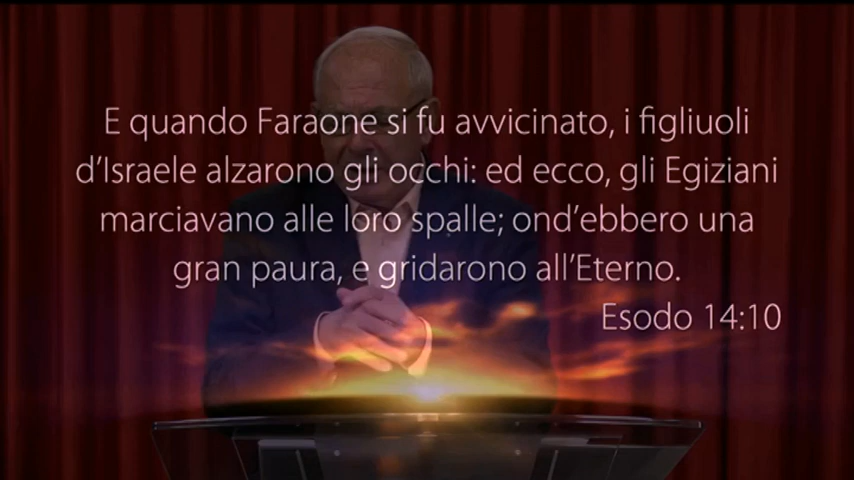 E quando Faraone si fu avvicinato, i figliuoli
d'Israele alzarono gli occhi: ed ecco, gli Egiziani
marciavano alle loro spalle; ond'ebbero una
gran paura, e gridarono all'Eterno.
Esodo 14:10